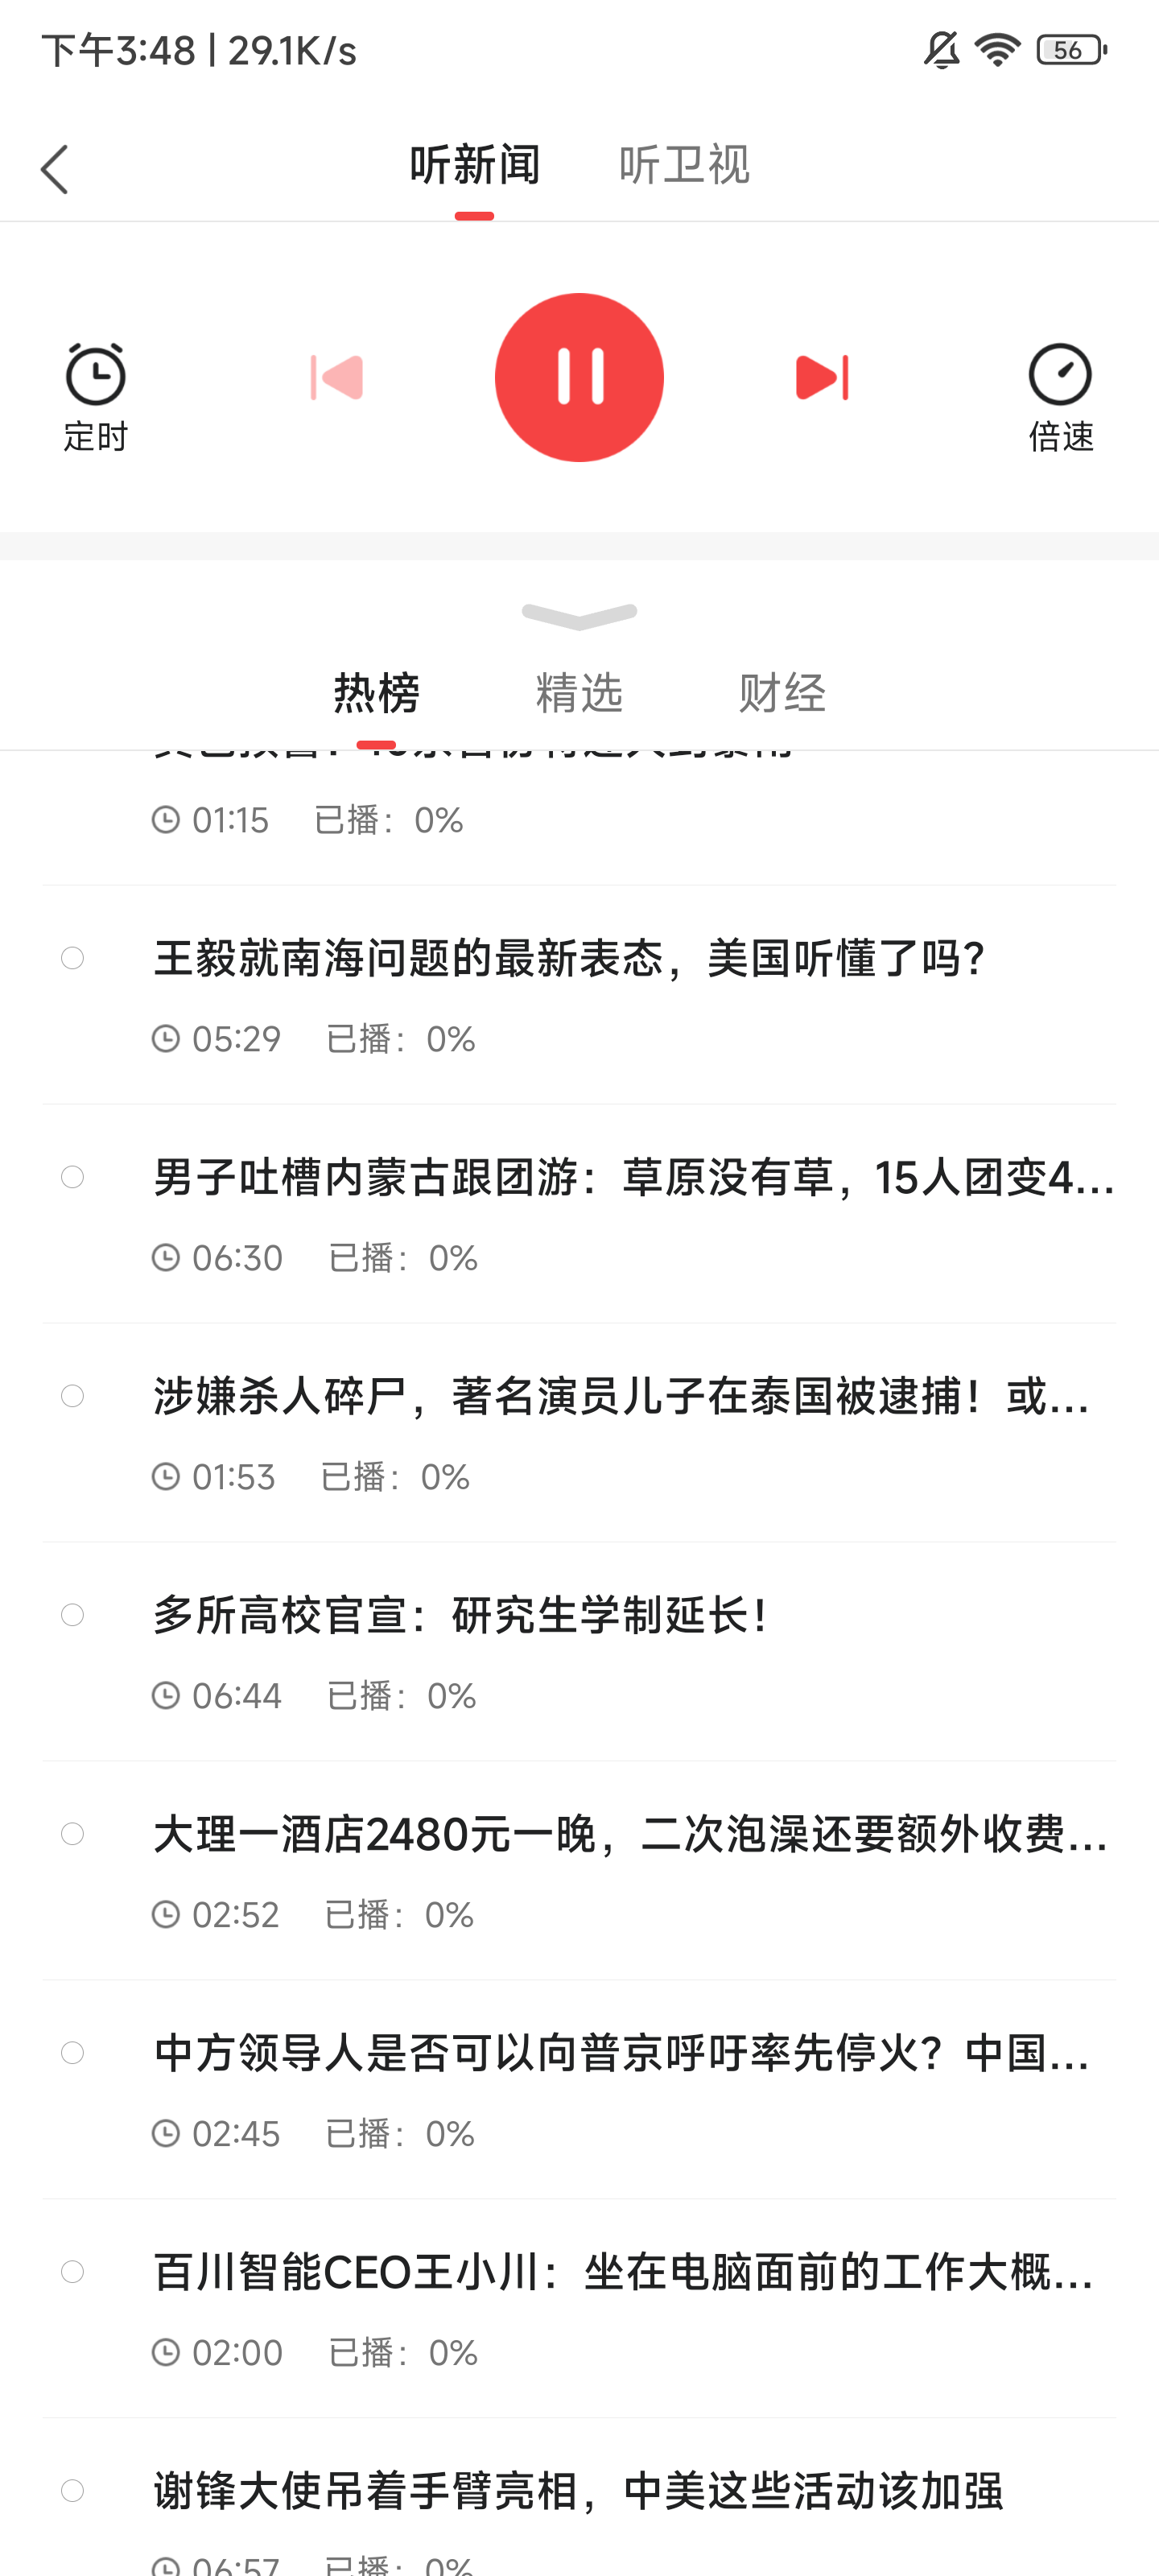 下午3:48 | 29.1K/s
56
听新闻 听卫视
定时 倍速
热榜 精选 财经
01:15 已播：0%
王毅就南海问题的最新表态，美国听懂了吗？
05:29 已播：0%
男子吐槽内蒙古跟团游：草原没有草，15人团变4...
06:30 已播：0%
涉嫌杀人碎尸，著名演员儿子在泰国被逮捕！或...
01:53 已播：0%
多所高校官宣：研究生学制延长！
06:44 已播：0%
大理一酒店2480元一晚，二次泡澡还要额外收费...
02:52 已播：0%
中方领导人是否可以向普京呼吁率先停火？中国...
02:45 已播：0%
百川智能CEO王小川：坐在电脑面前的工作大概...
02:00 已播：0%
谢锋大使吊着手臂亮相，中美这些活动该加强
06:57 已播：0%